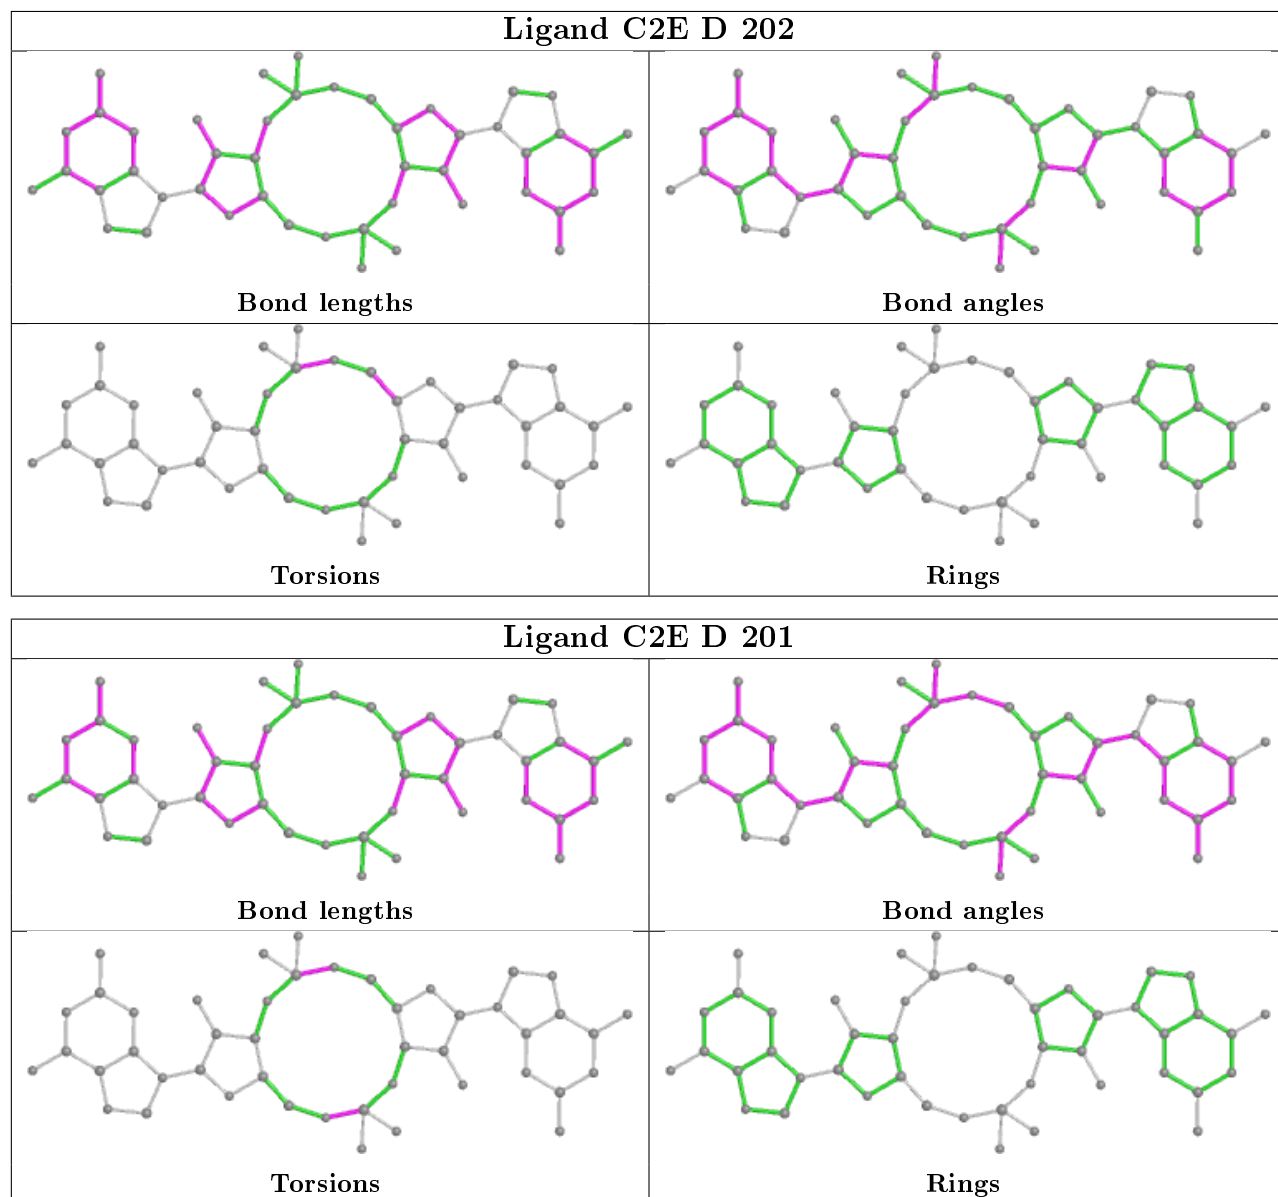 Ligand C2E D 202
Bond lengths
Bond angles
Torsions
Rings
Ligand C2E D 201
Bond lengths
Bond angles
Torsions
Rings